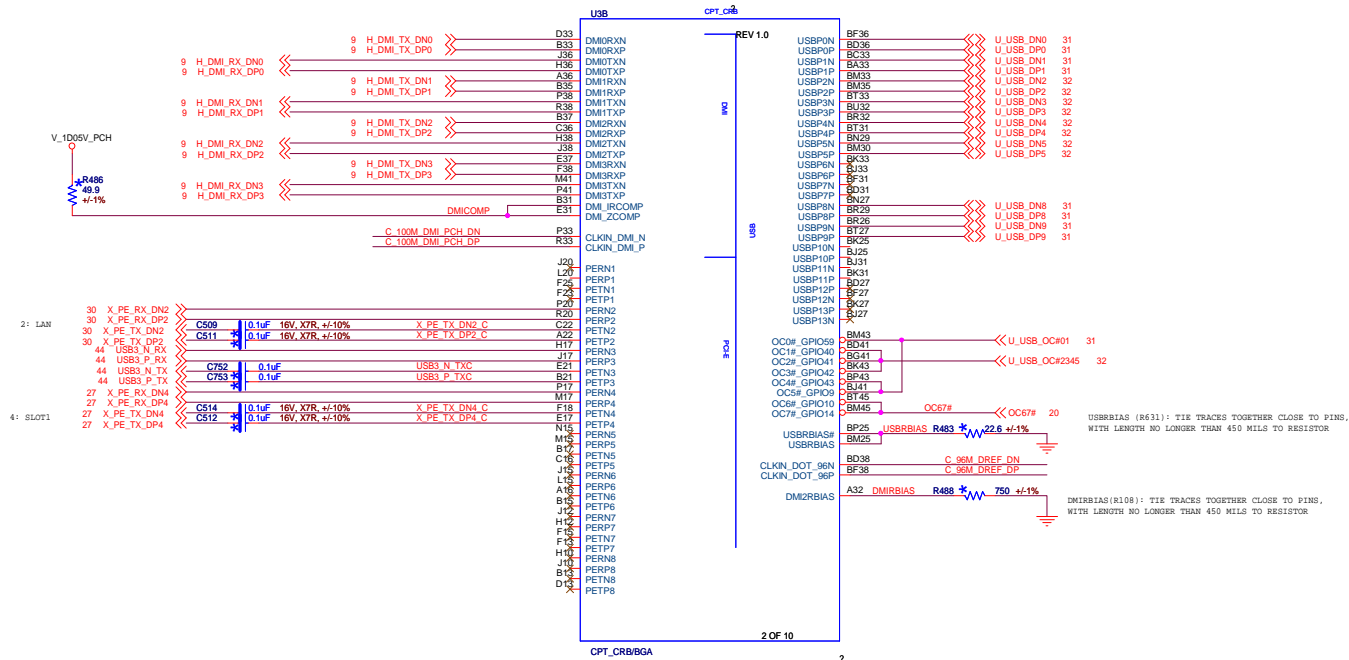 U3B
CPT_CRB
2
REV 1.0
9 H_DMI_TX_DN0 D33 DMI0RXN
9 H_DMI_TX_DP0 B33 DMI0RXP
9 H_DMI_RX_DN0 J36 DMI0TXN
9 H_DMI_RX_DP0 H36 DMI0TXP
9 H_DMI_TX_DN1 A36 DMI1RXN
9 H_DMI_TX_DP1 B35 DMI1RXP
9 H_DMI_RX_DN1 P38 DMI1TXN
9 H_DMI_RX_DP1 R38 DMI1TXP
9 H_DMI_TX_DN2 B37 DMI2RXN
9 H_DMI_TX_DP2 C36 DMI2RXP
9 H_DMI_RX_DN2 H38 DMI2TXN
9 H_DMI_RX_DP2 J38 DMI2TXP
9 H_DMI_TX_DN3 E37 DMI3RXN
9 H_DMI_TX_DP3 F38 DMI3RXP
9 H_DMI_RX_DN3 M41 DMI3TXN
9 H_DMI_RX_DP3 P41 DMI3TXP
V_1D05V_PCH
R486
49.9
+/-1%
B31 DMI_IRCOMP
DMICOMP E31 DMI_ZCOMP
C_100M_DMI_PCH_DN P33 CLKIN_DMI_N
C_100M_DMI_PCH_DP R33 CLKIN_DMI_P
J20 PERN1
L20 PERP1
F25 PETN1
F23 PETP1
2: LAN
30 X_PE_RX_DN2 P20 PERN2
30 X_PE_RX_DP2 R20 PERP2
30 X_PE_TX_DN2 C509 0.1uF 16V, X7R, +/-10% X_PE_TX_DN2_C C22 PETN2
30 X_PE_TX_DP2 C511 0.1uF 16V, X7R, +/-10% X_PE_TX_DP2_C A22 PETP2
44 USB3_N_RX H17 PERN3
44 USB3_P_RX J17 PERP3
44 USB3_N_TX C752 0.1uF USB3_N_TXC E21 PETN3
44 USB3_P_TX C753 0.1uF USB3_P_TXC B21 PETP3
27 X_PE_RX_DN4 P17 PERN4
27 X_PE_RX_DP4 M17 PERP4
4: SLOT1
27 X_PE_TX_DN4 C514 0.1uF 16V, X7R, +/-10% X_PE_TX_DN4_C F18 PETN4
27 X_PE_TX_DP4 C512 0.1uF 16V, X7R, +/-10% X_PE_TX_DP4_C E17 PETP4
N15 PERN5
M15 PERP5
B17 PETN5
C16 PETP5
J15 PERN6
L15 PERP6
A16 PETN6
B15 PETP6
J12 PERN7
H12 PERP7
F15 PETN7
F13 PETP7
H10 PERN8
J10 PERP8
B13 PETN8
D13 PETP8
DMI
USB
PCI-E
USBP0N BF36 U_USB_DN0 31
USBP0P BD36 U_USB_DP0 31
USBP1N BC33 U_USB_DN1 31
USBP1P BA33 U_USB_DP1 31
USBP2N BM33 U_USB_DN2 32
USBP2P BM35 U_USB_DP2 32
USBP3N BT33 U_USB_DN3 32
USBP3P BU32 U_USB_DP3 32
USBP4N BR32 U_USB_DN4 32
USBP4P BT31 U_USB_DP4 32
USBP5N BN29 U_USB_DN5 32
USBP5P BM30 U_USB_DP5 32
USBP6N BK33
USBP6P BJ33
USBP7N BF31
USBP7P BD31
USBP8N BN27 U_USB_DN8 31
USBP8P BR29 U_USB_DP8 31
USBP9N BR26 U_USB_DN9 31
USBP9P BT27 U_USB_DP9 31
USBP10N BK25
USBP10P BJ25
USBP11N BJ31
USBP11P BK31
USBP12P BD27
USBP12N BF27
USBP13P BK27
USBP13N BJ27
OC0#_GPIO59 BM43 U_USB_OC#01 31
OC1#_GPIO40 BD41
OC2#_GPIO41 BG41 U_USB_OC#2345 32
OC3#_GPIO42 BK43
OC4#_GPIO43 BP43
OC5#_GPIO9 BJ41
OC6#_GPIO10 BT45
OC7#_GPIO14 BM45 OC67# OC67# 20
USBRBIAS# BP25 USBRBIAS R483 22.6 +/-1%
USBRBIAS BM25
USBRBIAS (R631): TIE TRACES TOGETHER CLOSE TO PINS,
WITH LENGTH NO LONGER THAN 450 MILS TO RESISTOR
CLKIN_DOT_96N BD38 C_96M_DREF_DN
CLKIN_DOT_96P BF38 C_96M_DREF_DP
DMI2RBIAS A32 DMIRBIAS R488 750 +/-1%
DMIRBIAS(R108): TIE TRACES TOGETHER CLOSE TO PINS,
WITH LENGTH NO LONGER THAN 450 MILS TO RESISTOR
2 OF 10
CPT_CRB/BGA
2